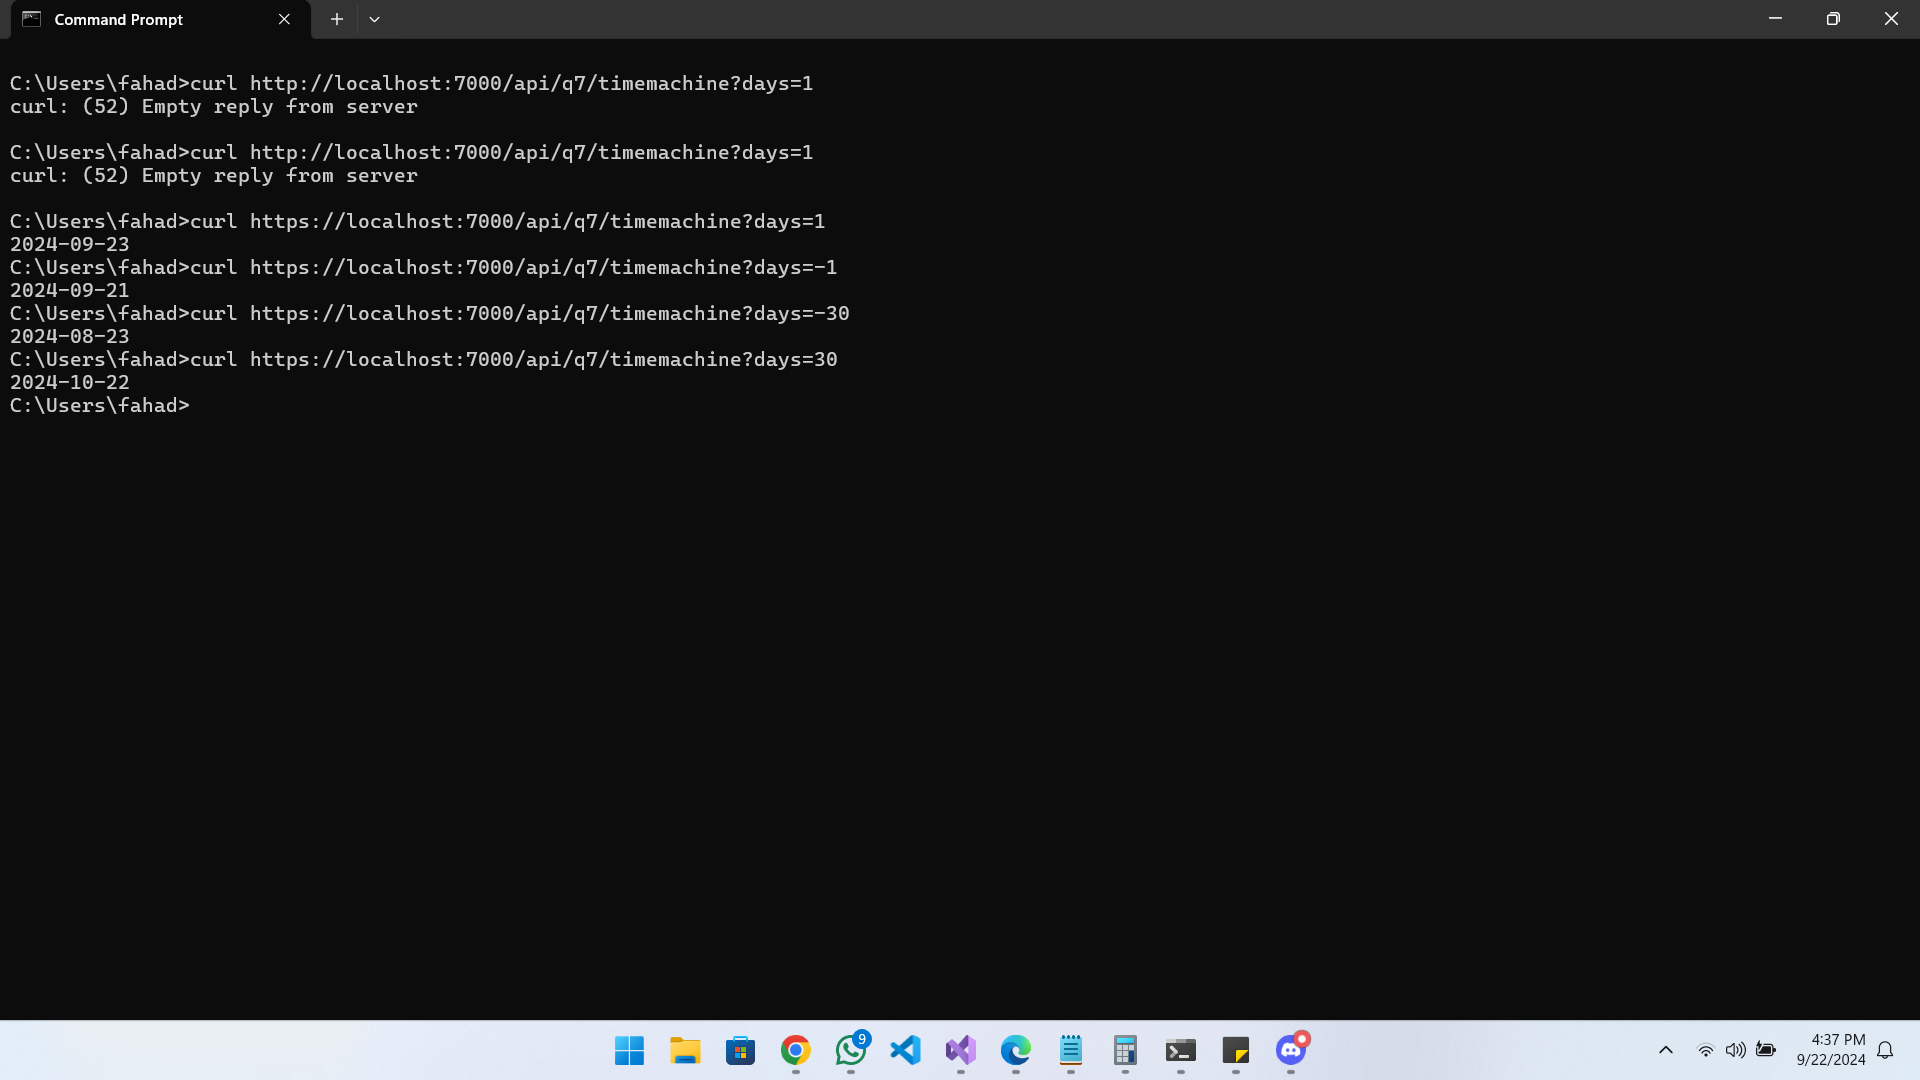 Command Prompt
C:\Users\fahad>curl http://localhost:7000/api/q7/timemachine?days=1
curl: (52) Empty reply from server
C:\Users\fahad>curl http://localhost:7000/api/q7/timemachine?days=1
curl: (52) Empty reply from server
C:\Users\fahad>curl https://localhost:7000/api/q7/timemachine?days=1
2024-09-23
C:\Users\fahad>curl https://localhost:7000/api/q7/timemachine?days=-1
2024-09-21
C:\Users\fahad>curl https://localhost:7000/api/q7/timemachine?days=-30
2024-08-23
C:\Users\fahad>curl https://localhost:7000/api/q7/timemachine?days=30
2024-10-22
C:\Users\fahad>
9
4:37 PM
9/22/2024